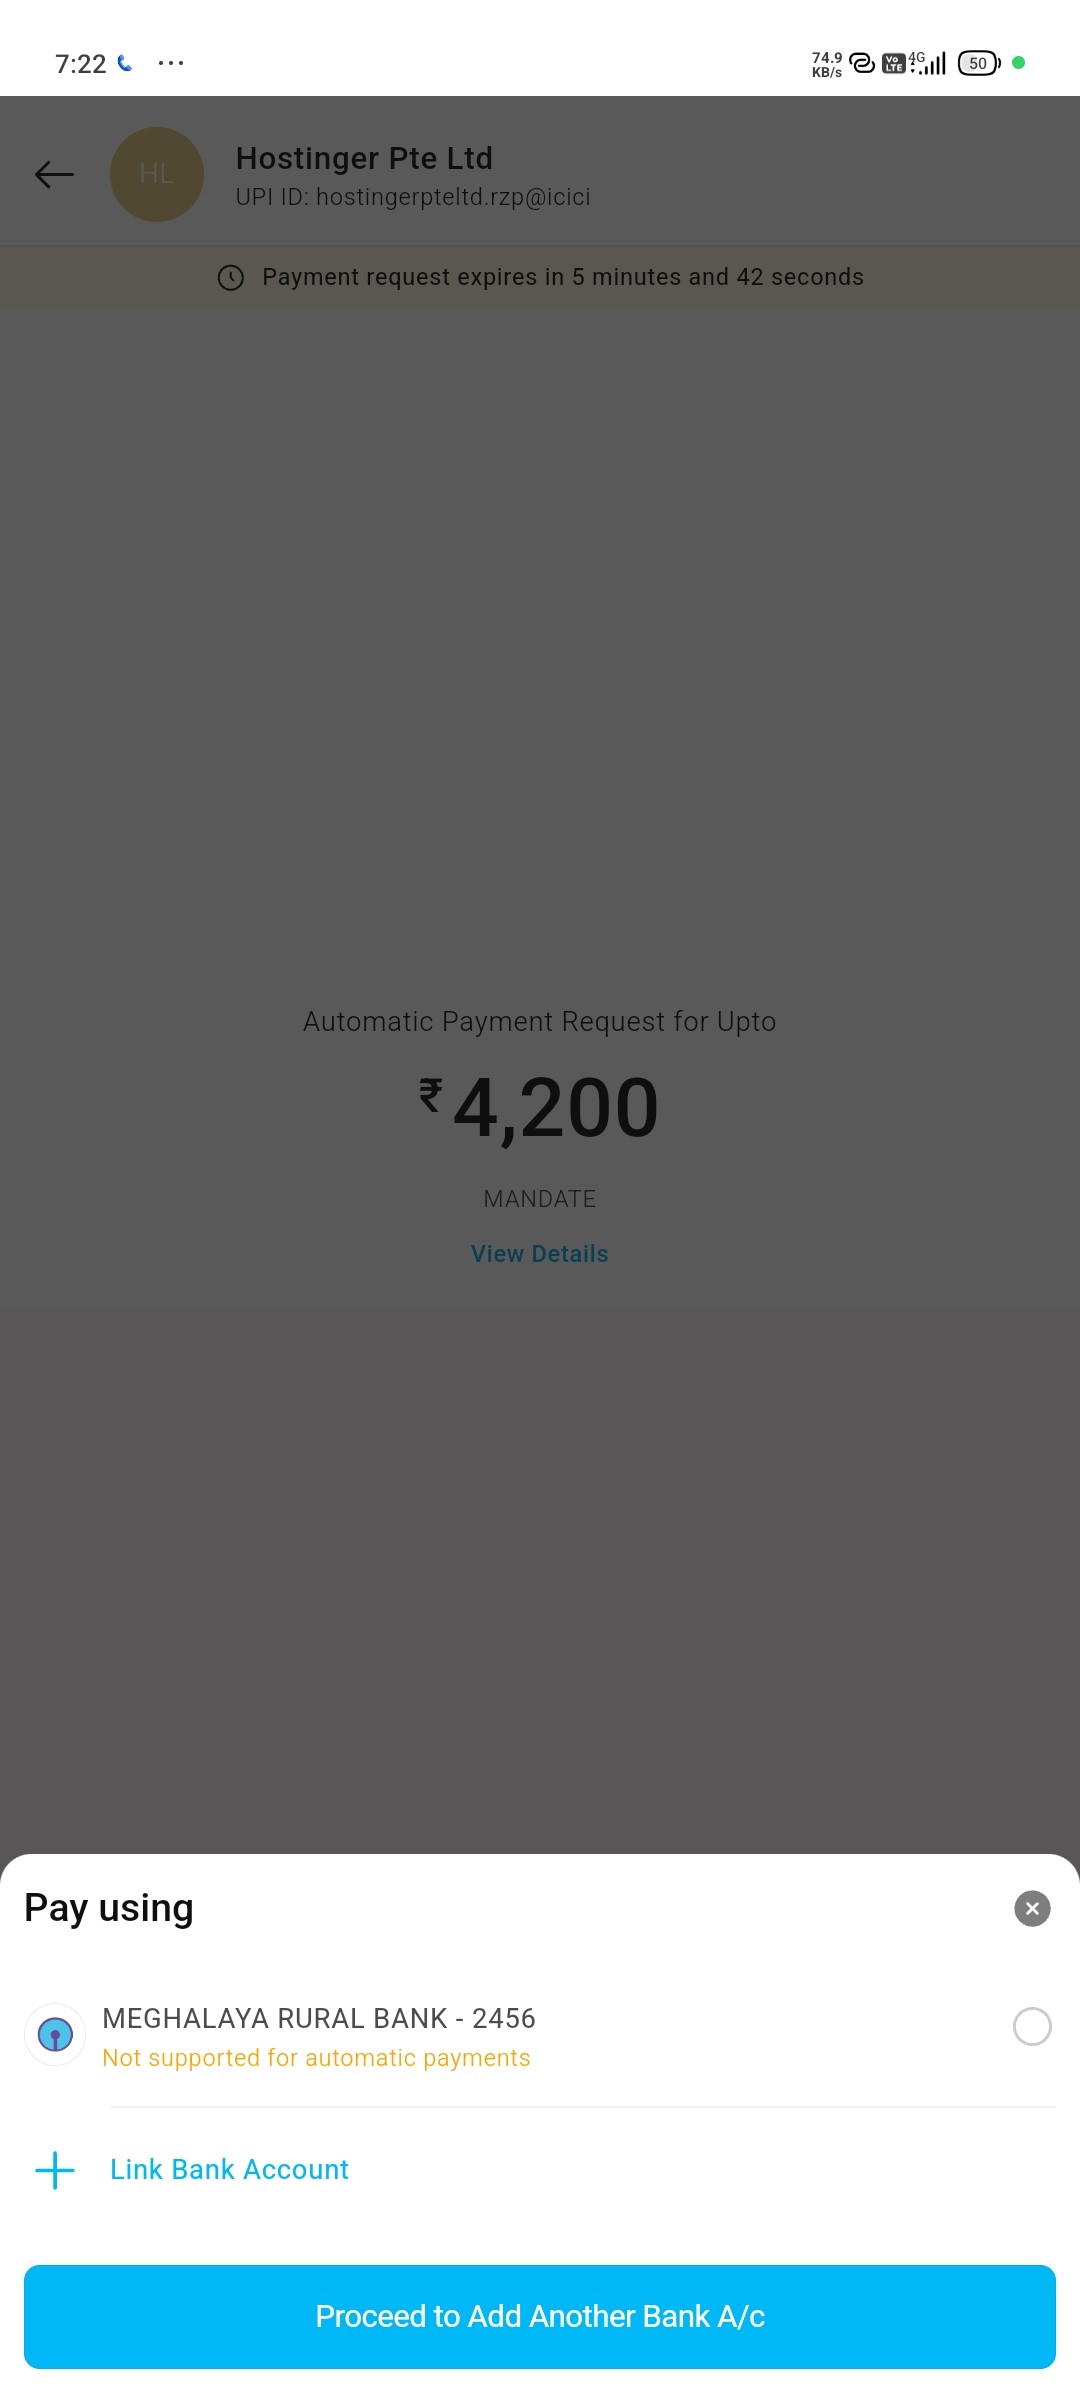 7:22
74.9
KB/s
Vo
LTE
4G
50
HL
Hostinger Pte Ltd
UPI ID: hostingerpteltd.rzp@icici
Payment request expires in 5 minutes and 42 seconds
Automatic Payment Request for Upto
₹4,200
MANDATE
View Details
Pay using
MEGHALAYA RURAL BANK - 2456
Not supported for automatic payments
Link Bank Account
Proceed to Add Another Bank A/c